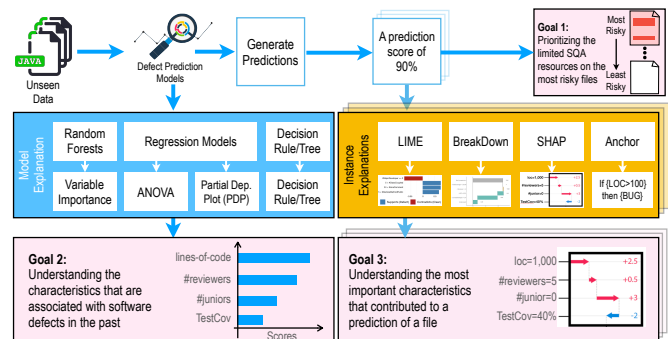 JAVA
Unseen
Data
Defect Prediction
Models
Generate
Predictions
A prediction
score of
90%
Goal 1:
Prioritizing the
limited SQA
resources on the
most risky files
Most
Risky
Least
Risky
Model
Explanation
Random
Forests
Regression Models
Decision
Rule/Tree
Variable
Importance
ANOVA
Partial Dep.
Plot (PDP)
Decision
Rule/Tree
Instance
Explanations
LIME
BreakDown
SHAP
Anchor
loc=1,000
#reviewers=5
#junior=0
TestCov=40%
If {LOC>100}
then {BUG}
Goal 2:
Understanding the
characteristics that are
associated with software
defects in the past
lines-of-code
#reviewers
#juniors
TestCov
Scores
Goal 3:
Understanding the most
important characteristics
that contributed to a
prediction of a file
loc=1,000
+2.5
#reviewers=5
+0.5
#junior=0
+3
TestCov=40%
-2